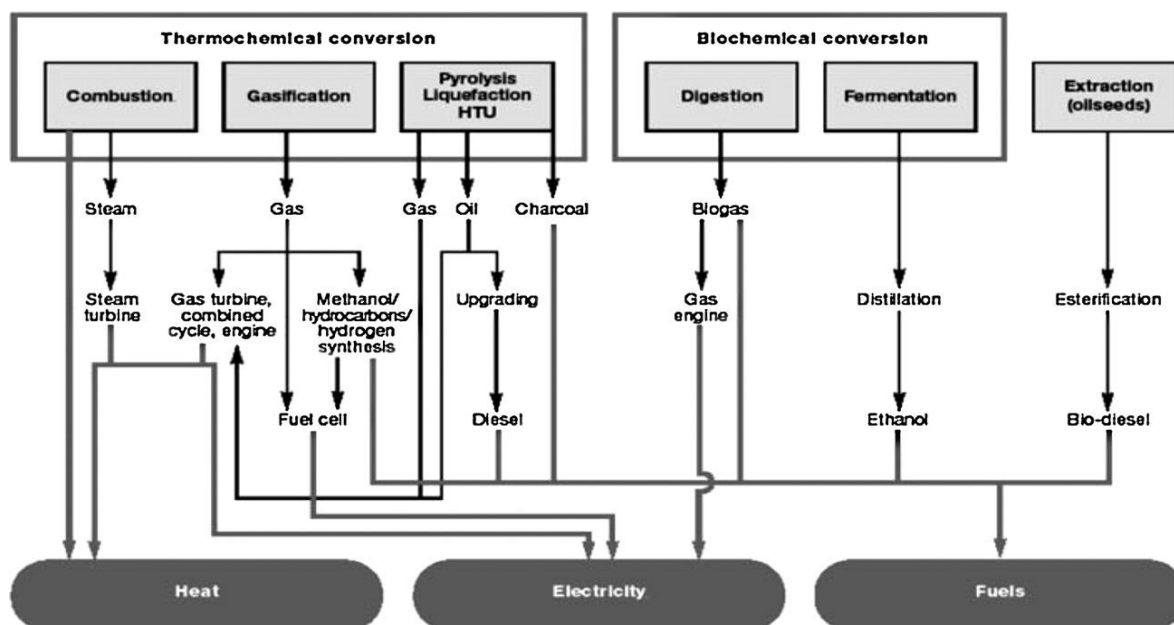 Thermochemical conversion
Biochemical conversion
Combustion
Gasification
Pyrolysis
Liquefaction
HTU
Digestion
Fermentation
Extraction
(oilseeds)
Steam
Gas
Gas
Oil
Charcoal
Biogas
Steam
turbine
Gas turbine,
combined
cycle, engine
Methanol/
hydrocarbons/
hydrogen
synthesis
Upgrading
Gas
engine
Distillation
Esterification
Fuel cell
Diesel
Ethanol
Bio-diesel
Heat
Electricity
Fuels